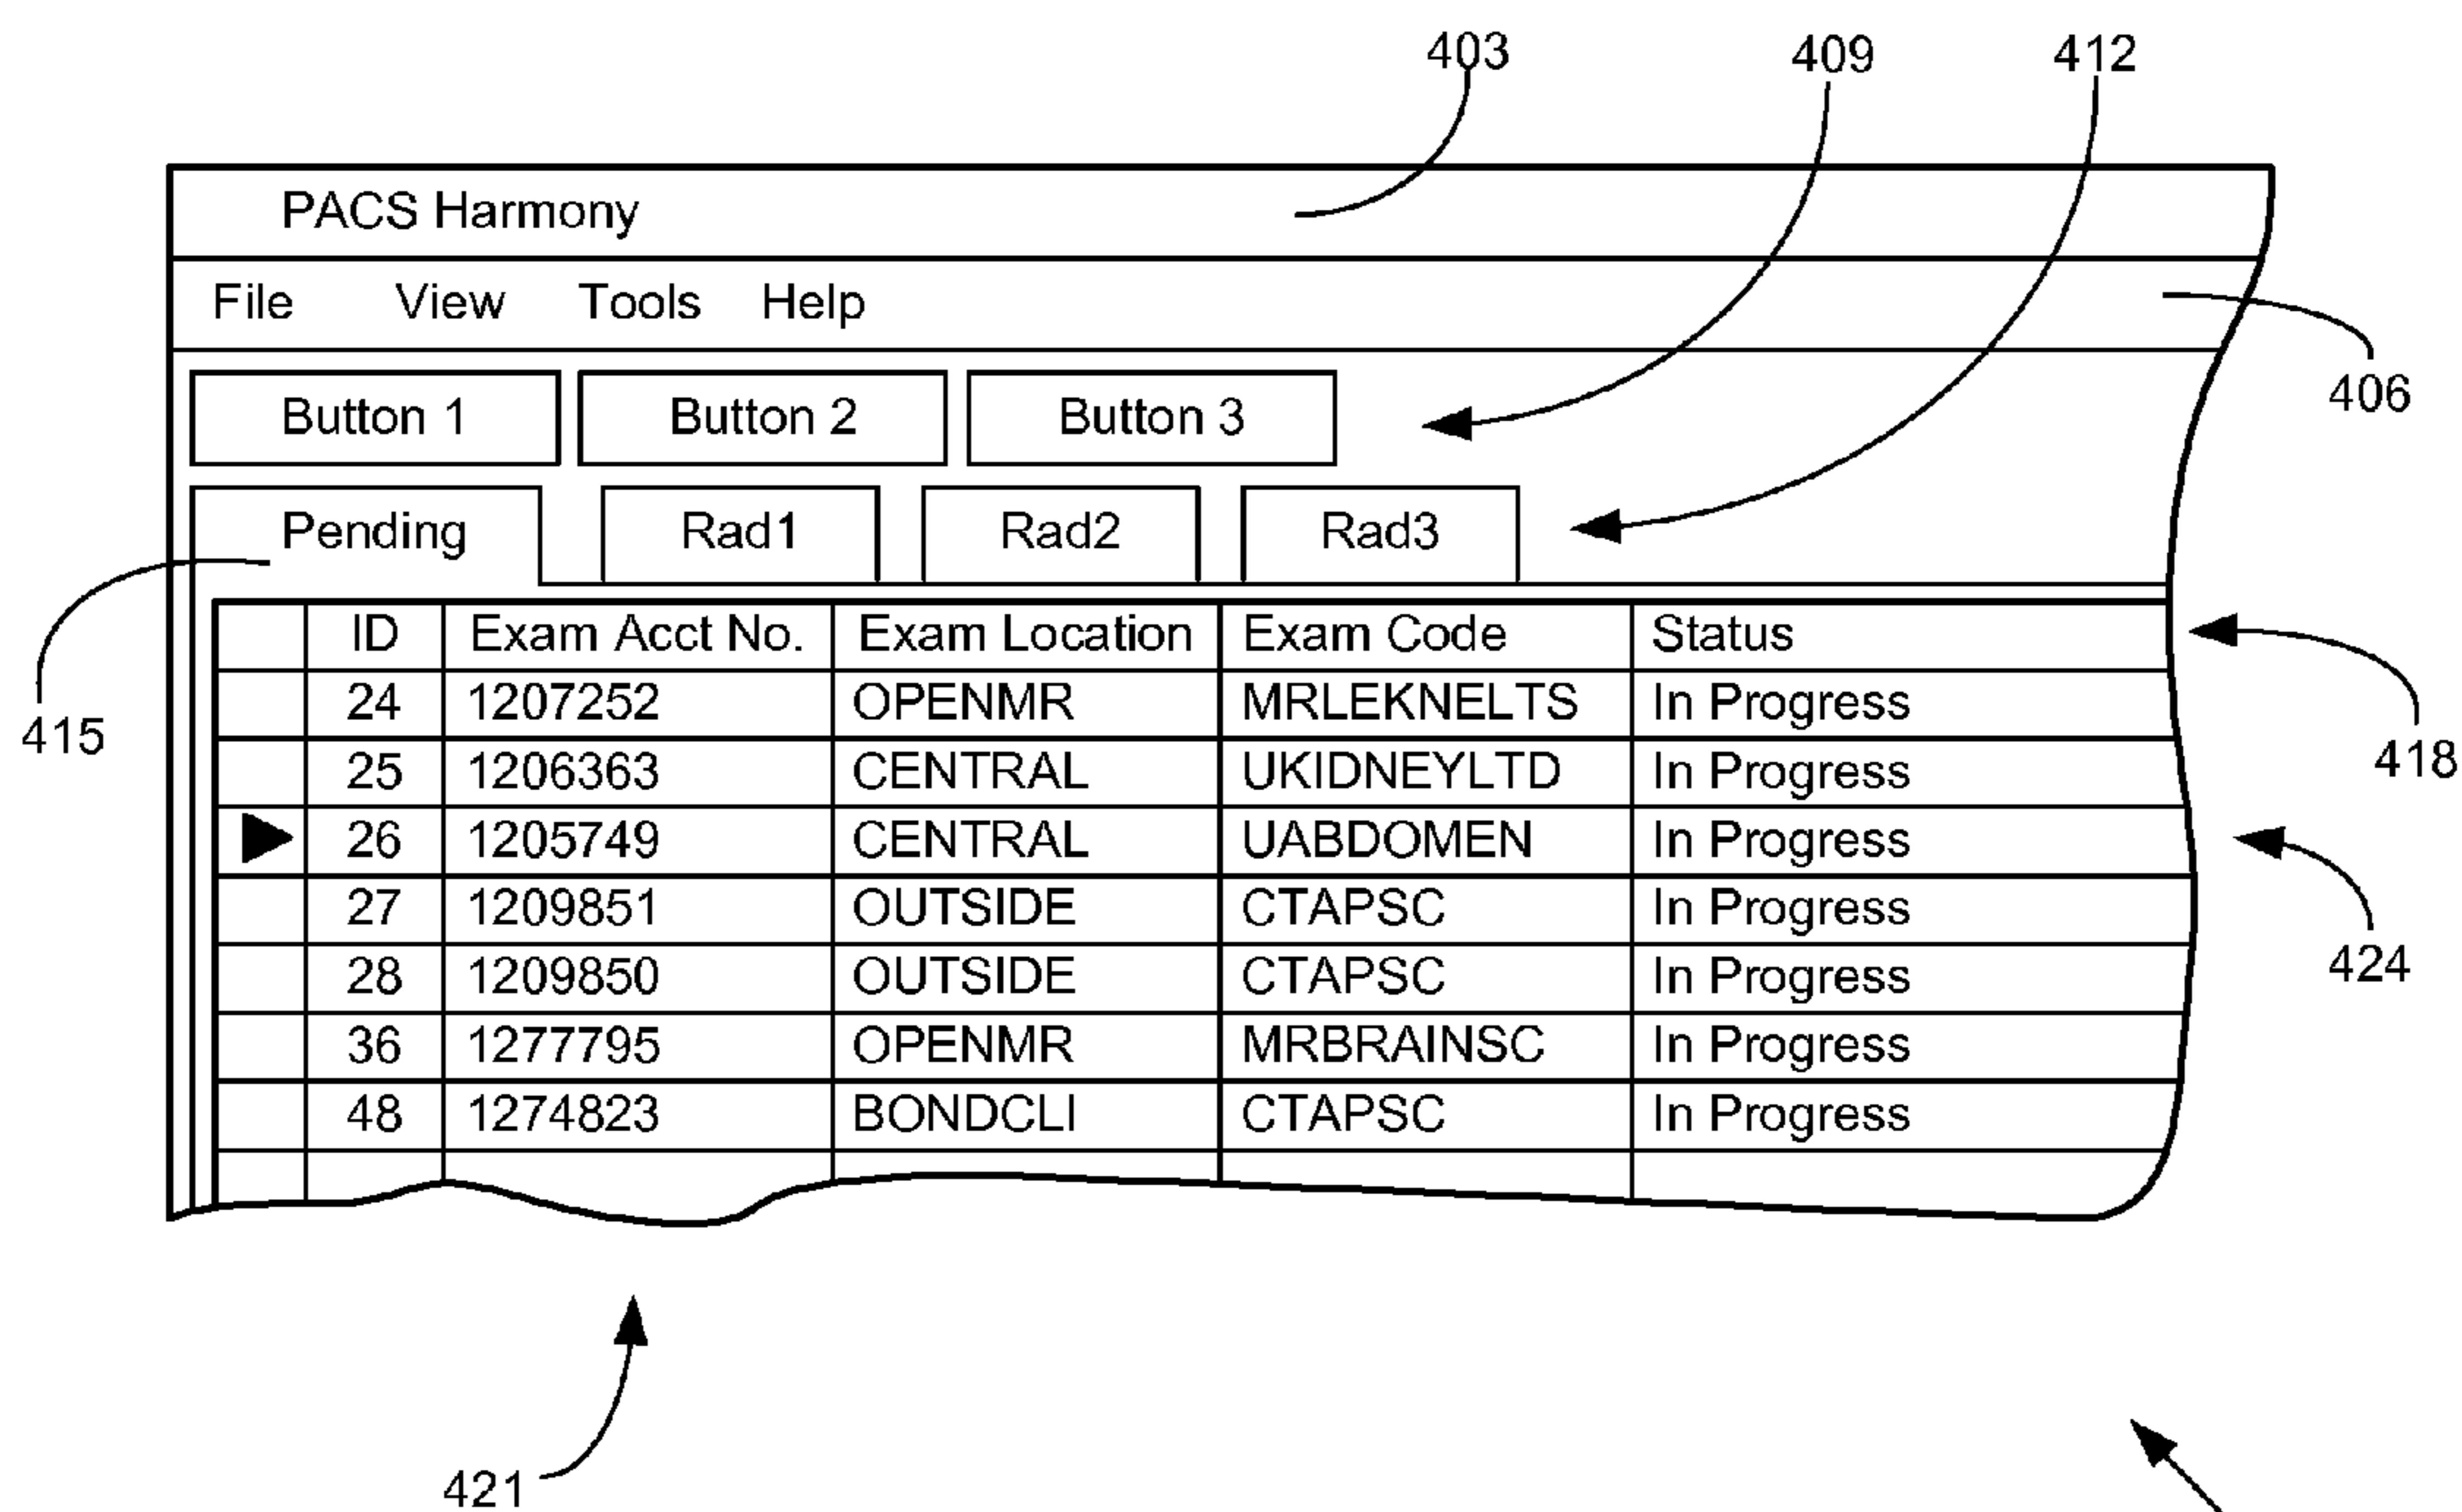 403 409 412
PACS Harmony
File View Tools Help
406
Button 1 Button 2 Button 3
Pending Rad1 Rad2 Rad3
ID Exam Acct No. Exam Location Exam Code Status
24 1207252 OPENMR MRLEKNELTS In Progress
415
418
25 1206363 CENTRAL UKIDNEYLTD In Progress
26 1205749 CENTRAL UABDOMEN In Progress
27 1209851 OUTSIDE CTAPSC In Progress
424
28 1209850 OUTSIDE CTAPSC In Progress
36 1277795 OPENMR MRBRAINSC In Progress
48 1274823 BONDCLI CTAPSC In Progress
421